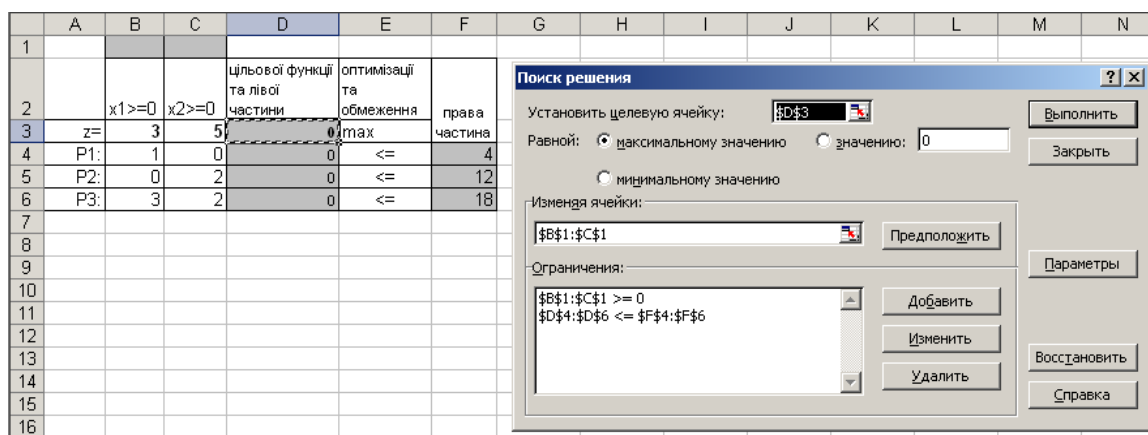 A B C D E F G H I J K L M N
1
цільової функції оптимізації
та лівої та
2 x1>=0 x2>=0 частини обмеження права
3 z= 3 5 0 max частина
4 P1: 1 0 0 <= 4
5 P2: 0 2 0 <= 12
6 P3: 3 2 0 <= 18
7
8
9
10
11
12
13
14
15
16
Поиск решения
Установить целевую ячейку: $D$3 Выполнить
Равной: максимальному значению значению: 0 Закрыть
минимальному значению
Изменяя ячейки:
$B$1:$C$1 Предположить
Ограничения: Параметры
$B$1:$C$1 >= 0 Добавить
$D$4:$D$6 <= $F$4:$F$6
Изменить
Восстановить
Удалить
Справка